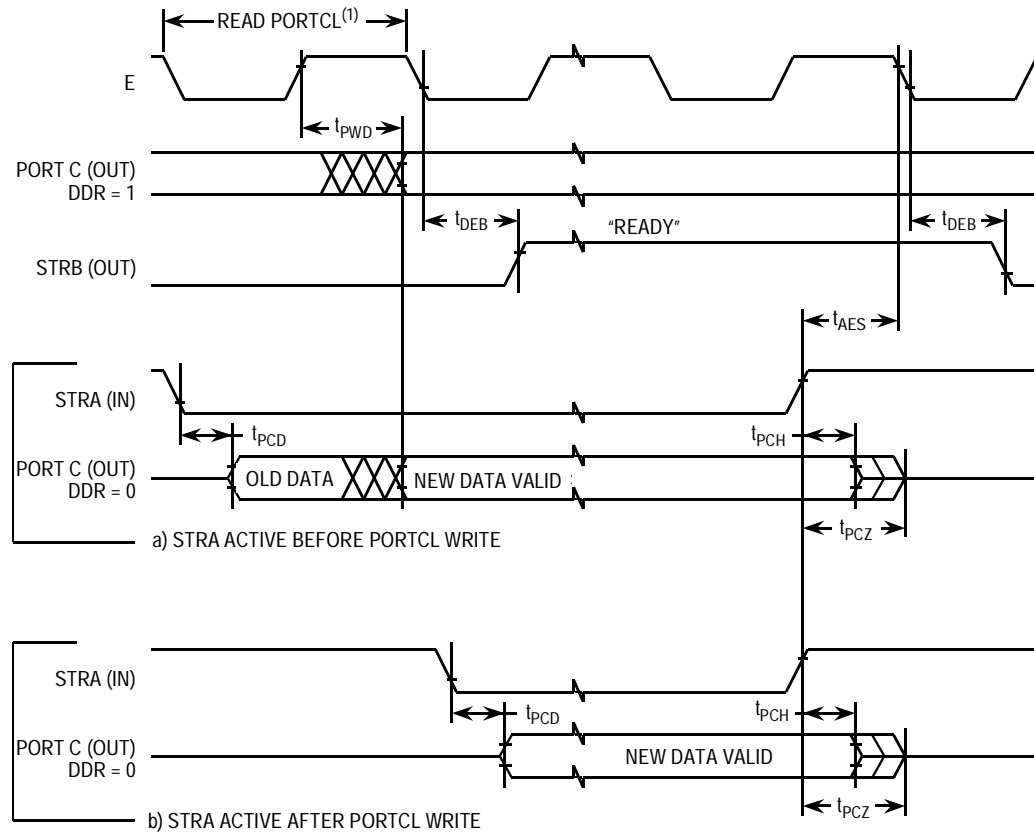 READ PORTCL(1)
E
tPWD
PORT C (OUT)
DDR = 1
tDEB
"READY"
tDEB
STRB (OUT)
tAES
STRA (IN)
tPCD
tPCH
PORT C (OUT)
DDR = 0
OLD DATA
NEW DATA VALID
tPCZ
a) STRA ACTIVE BEFORE PORTCL WRITE
STRA (IN)
tPCD
tPCH
PORT C (OUT)
DDR = 0
NEW DATA VALID
tPCZ
b) STRA ACTIVE AFTER PORTCL WRITE